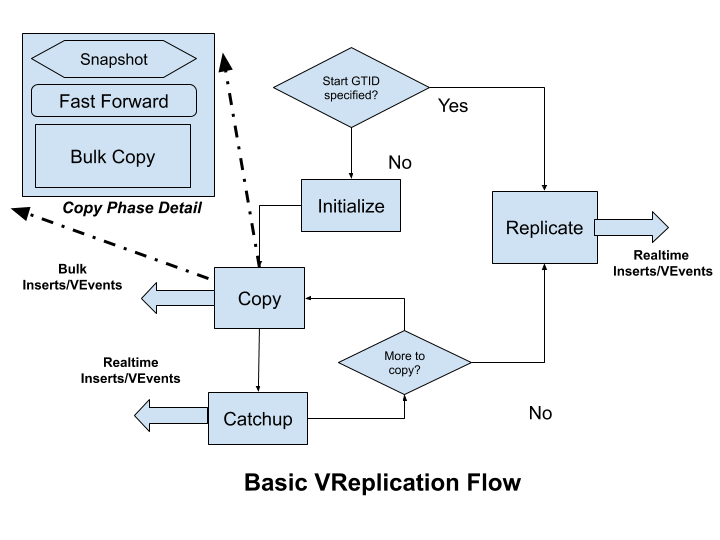 Snapshot
Fast Forward
Bulk Copy
Copy Phase Detail
Start GTID
specified?
Yes
No
Initialize
Replicate
Realtime
Inserts/VEvents
Bulk
Inserts/VEvents
Copy
More to
copy?
Realtime
Inserts/VEvents
Catchup
No
Basic VReplication Flow